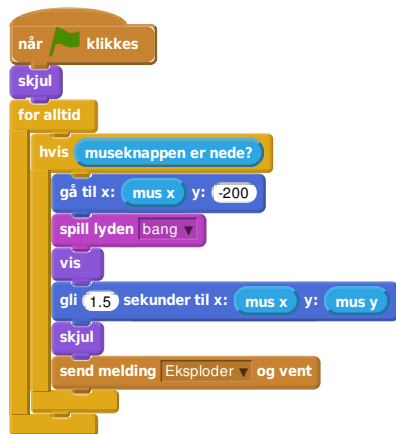 når klikkes
skjul
for alltid
hvis museknappen er nede?
gå til x: mus x y: -200
spill lyden bang
vis
gli 1.5 sekunder til x: mus x y: mus y
skjul
send melding Eksploder og vent